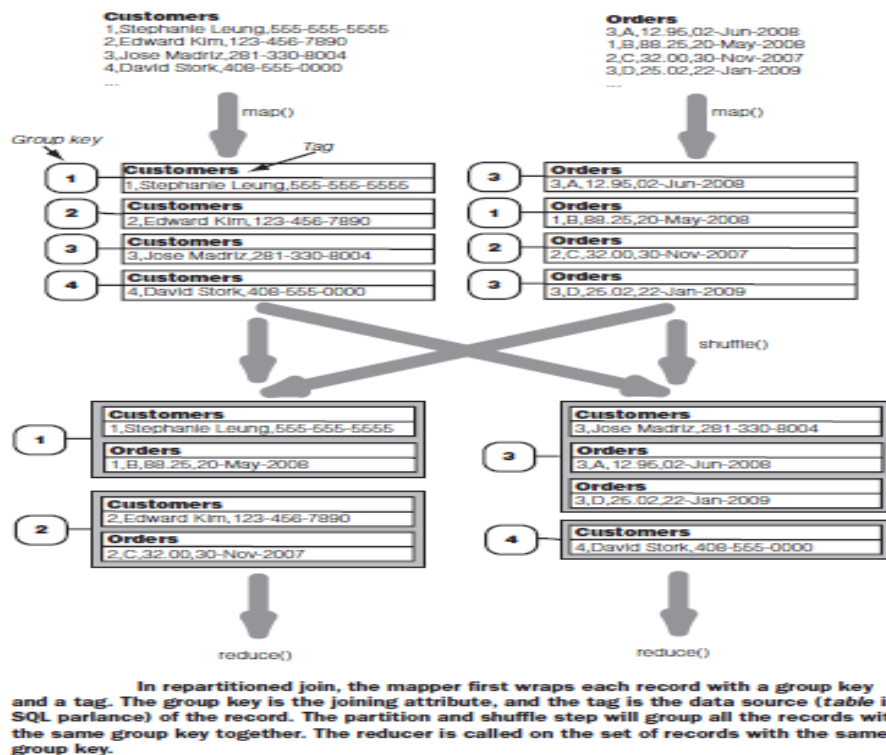 Customers
1,Stephanie Leung,555-555-5555
2,Edward Kim,123-456-7890
3,Jose Madriz,281-330-8004
4,David Stork,408-555-0000
...
Orders
3,A,12.95,02-Jun-2008
1,B,88.25,20-May-2008
2,C,32.00,30-Nov-2007
3,D,25.02,22-Jan-2009
...
map()
map()
Group key
Tag
1
Customers
1,Stephanie Leung,555-555-5555
2
Customers
2,Edward Kim,123-456-7890
3
Customers
3,Jose Madriz,281-330-8004
4
Customers
4,David Stork,408-555-0000
3
Orders
3,A,12.95,02-Jun-2008
1
Orders
1,B,88.25,20-May-2008
2
Orders
2,C,32.00,30-Nov-2007
3
Orders
3,D,25.02,22-Jan-2009
shuffle()
1
Customers
1,Stephanie Leung,555-555-5555
Orders
1,B,88.25,20-May-2008
2
Customers
2,Edward Kim,123-456-7890
Orders
2,C,32.00,30-Nov-2007
3
Customers
3,Jose Madriz,281-330-8004
Orders
3,A,12.95,02-Jun-2008
Orders
3,D,25.02,22-Jan-2009
4
Customers
4,David Stork,408-555-0000
reduce()
reduce()
In repartitioned join, the mapper first wraps each record with a group key
and a tag. The group key is the joining attribute, and the tag is the data source (table i
SQL parlance) of the record. The partition and shuffle step will group all the records wit
the same group key together. The reducer is called on the set of records with the same
group key.